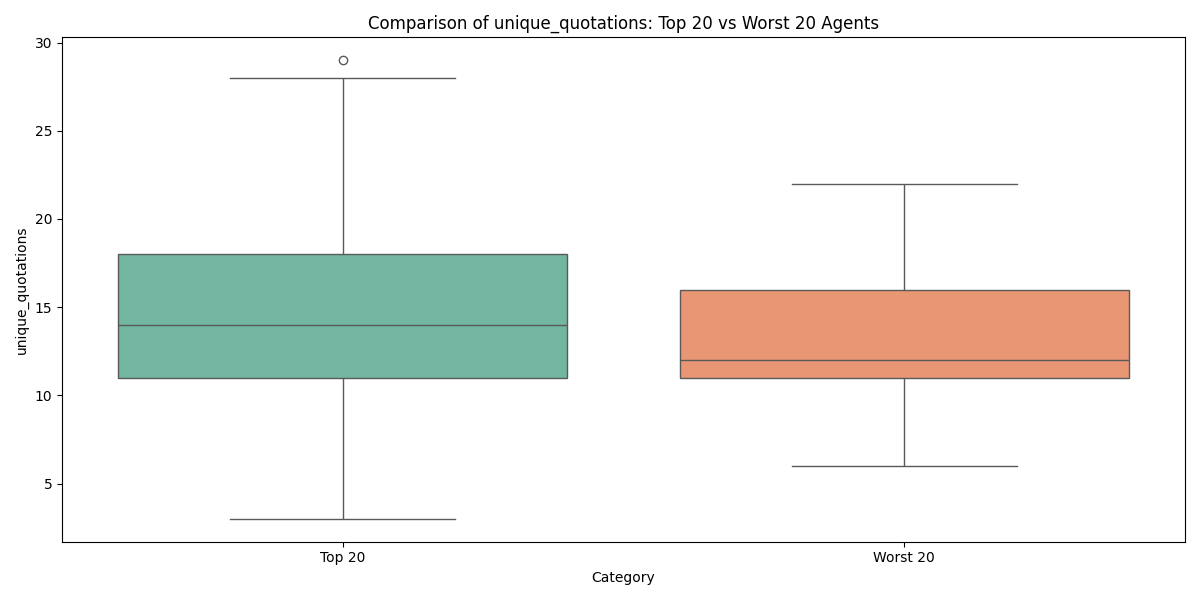 Comparison of unique_quotations: Top 20 vs Worst 20 Agents
30
25
20
15
10
5
unique_quotations
Top 20
Worst 20
Category